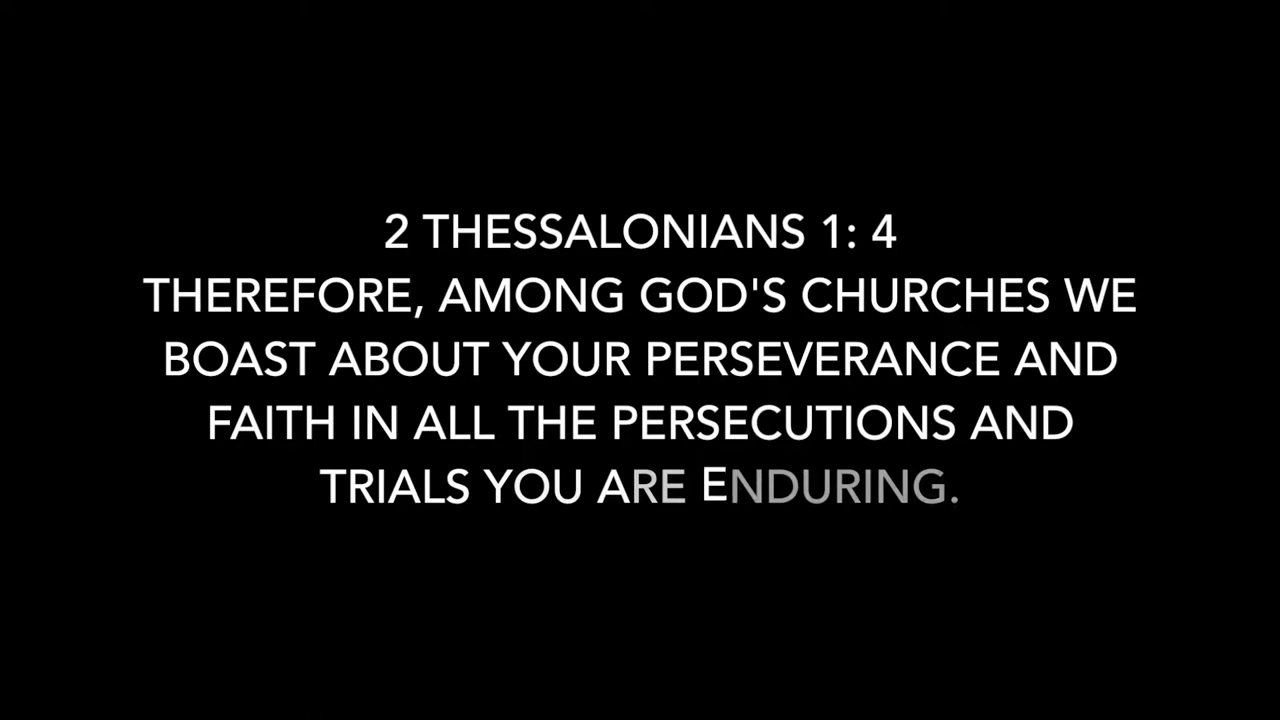 2 THESSALONIANS 1: 4
THEREFORE, AMONG GOD'S CHURCHES WE
BOAST ABOUT YOUR PERSEVERANCE AND
FAITH IN ALL THE PERSECUTIONS AND
TRIALS YOU ARE ENDURING.